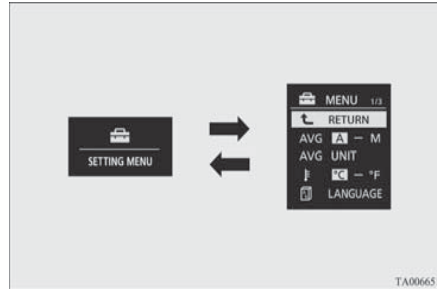 SETTING MENU
MENU 1/3
RETURN
AVG A – M
AVG UNIT
°C – °F
LANGUAGE
TA00665